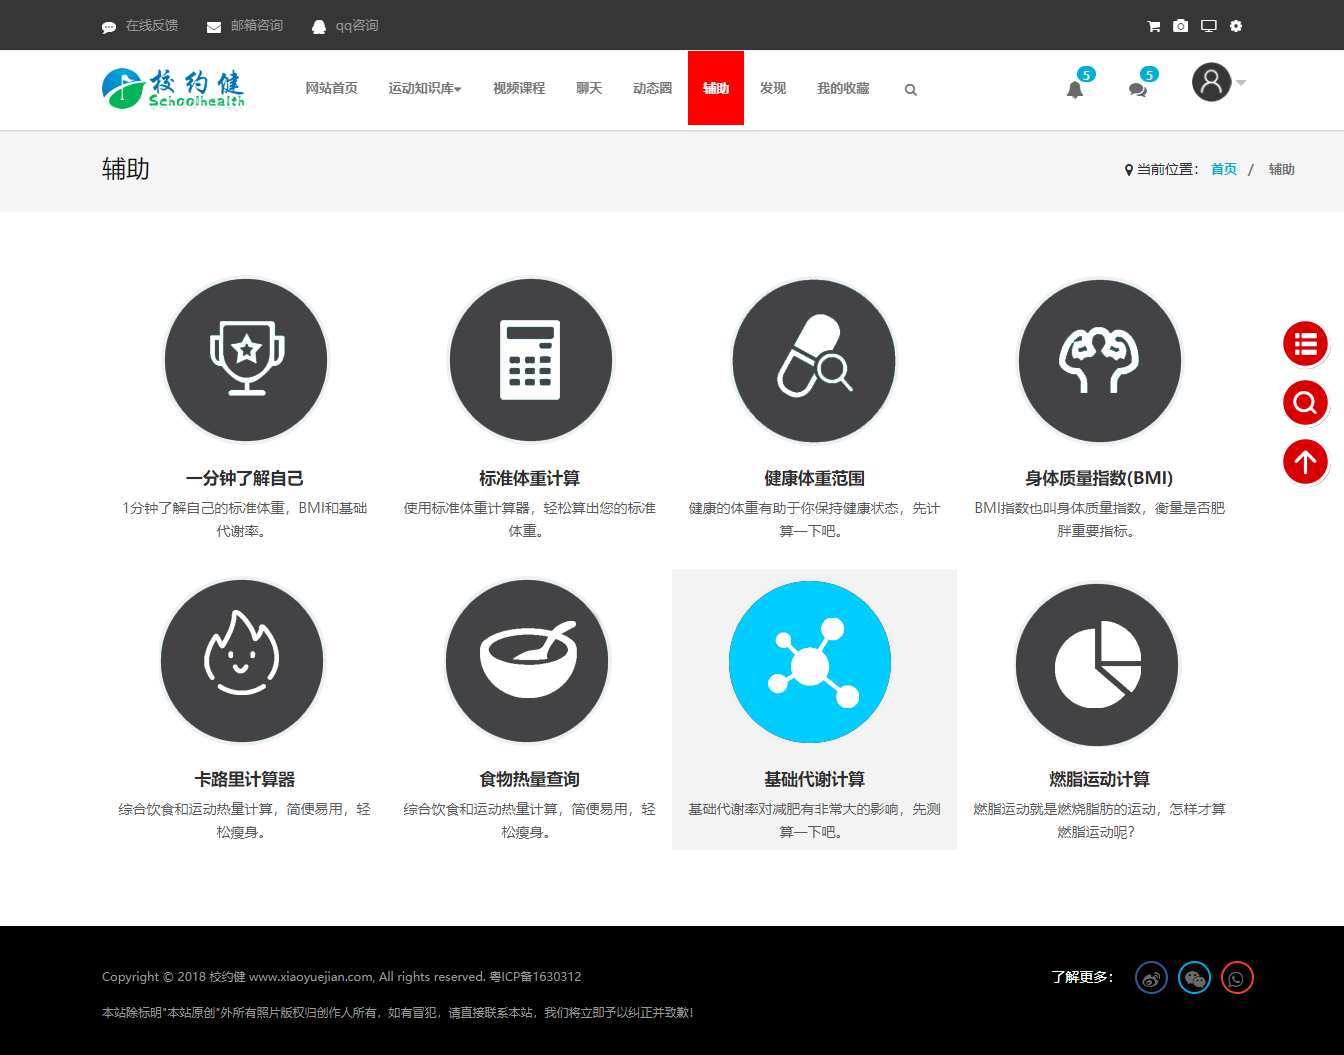 在线反馈 邮箱咨询 qq咨询
校约健
Schoolhealth
网站首页 运动知识库 视频课程 聊天 动态圈 辅助 发现 我的收藏
5 5
辅助
当前位置： 首页 / 辅助
一分钟了解自己 标准体重计算 健康体重范围 身体质量指数(BMI)
1分钟了解自己的标准体重，BMI和基础
代谢率。
使用标准体重计算器，轻松算出您的标准
体重。
健康的体重有助于你保持健康状态，先计
算一下吧。
BMI指数也叫身体质量指数，衡量是否肥
胖重要指标。
卡路里计算器 食物热量查询 基础代谢计算 燃脂运动计算
综合饮食和运动热量计算，简便易用，轻
松瘦身。
综合饮食和运动热量计算，简便易用，轻
松瘦身。
基础代谢率对减肥有非常大的影响，先测
算一下吧。
燃脂运动就是燃烧脂肪的运动，怎样才算
燃脂运动呢？
Copyright © 2018 校约健 www.xiaoyuejian.com, All rights reserved. 粤ICP备1630312
了解更多：
本站除标明"本站原创"外所有照片版权归创作人所有，如有冒犯，请直接联系本站，我们将立即予以纠正并致歉！